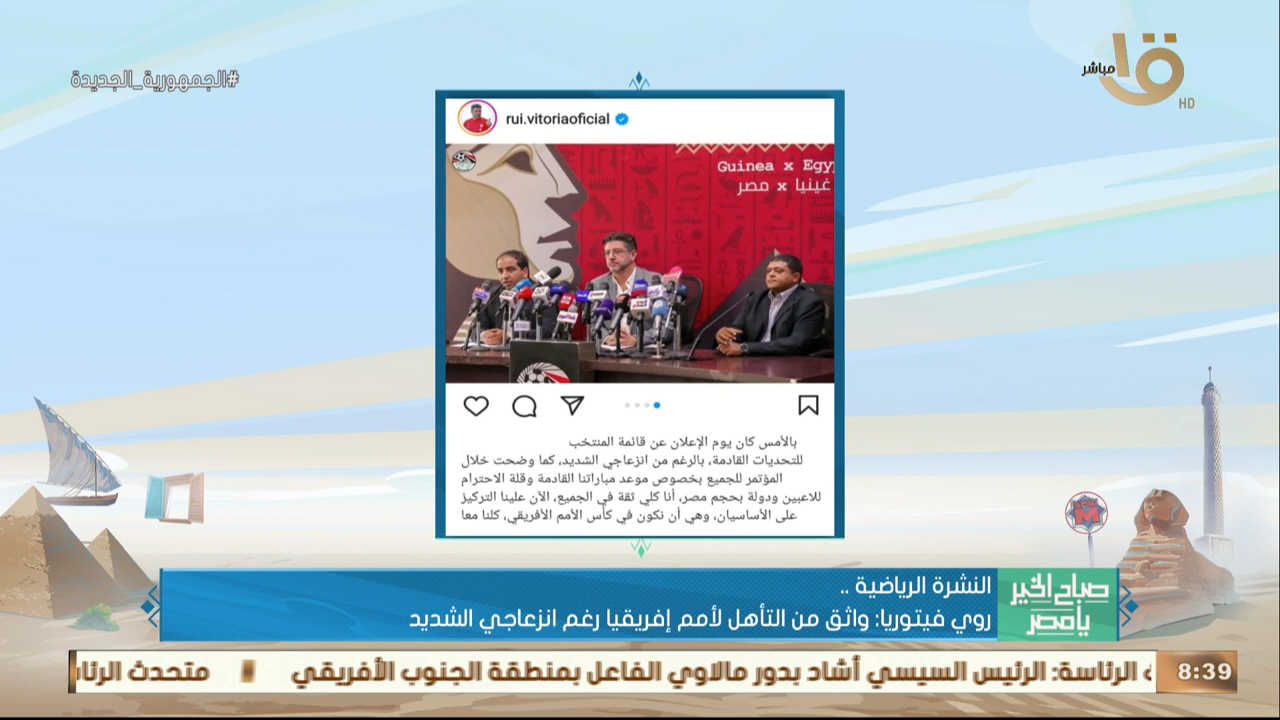 #الجمهورية_الجديدة
مباشر
HD
rui.vitoriaoficial
Guinea x Egyp
غينيا x مصر
بالأمس كان يوم الإعلان عن قائمة المنتخب
للتحديات القادمة، بالرغم من انزعاجي الشديد، كما وضحت خلال
المؤتمر للجميع بخصوص موعد مباراتنا القادمة وقلة الاحترام
للاعبين ودولة بحجم مصر، أنا كلي ثقة في الجميع، الآن علينا التركيز
على الأساسيان، وهي أن نكون في كأس الأمم الأفريقي، كلنا معا
صباح الخير
يا مصر
النشرة الرياضية ..
روي فيتوريا: واثق من التأهل لأمم إفريقيا رغم انزعاجي الشديد
8:39
الرئاسة: الرئيس السيسي أشاد بدور مالاوي الفاعل بمنطقة الجنوب الأفريقي
متحدث الرئا